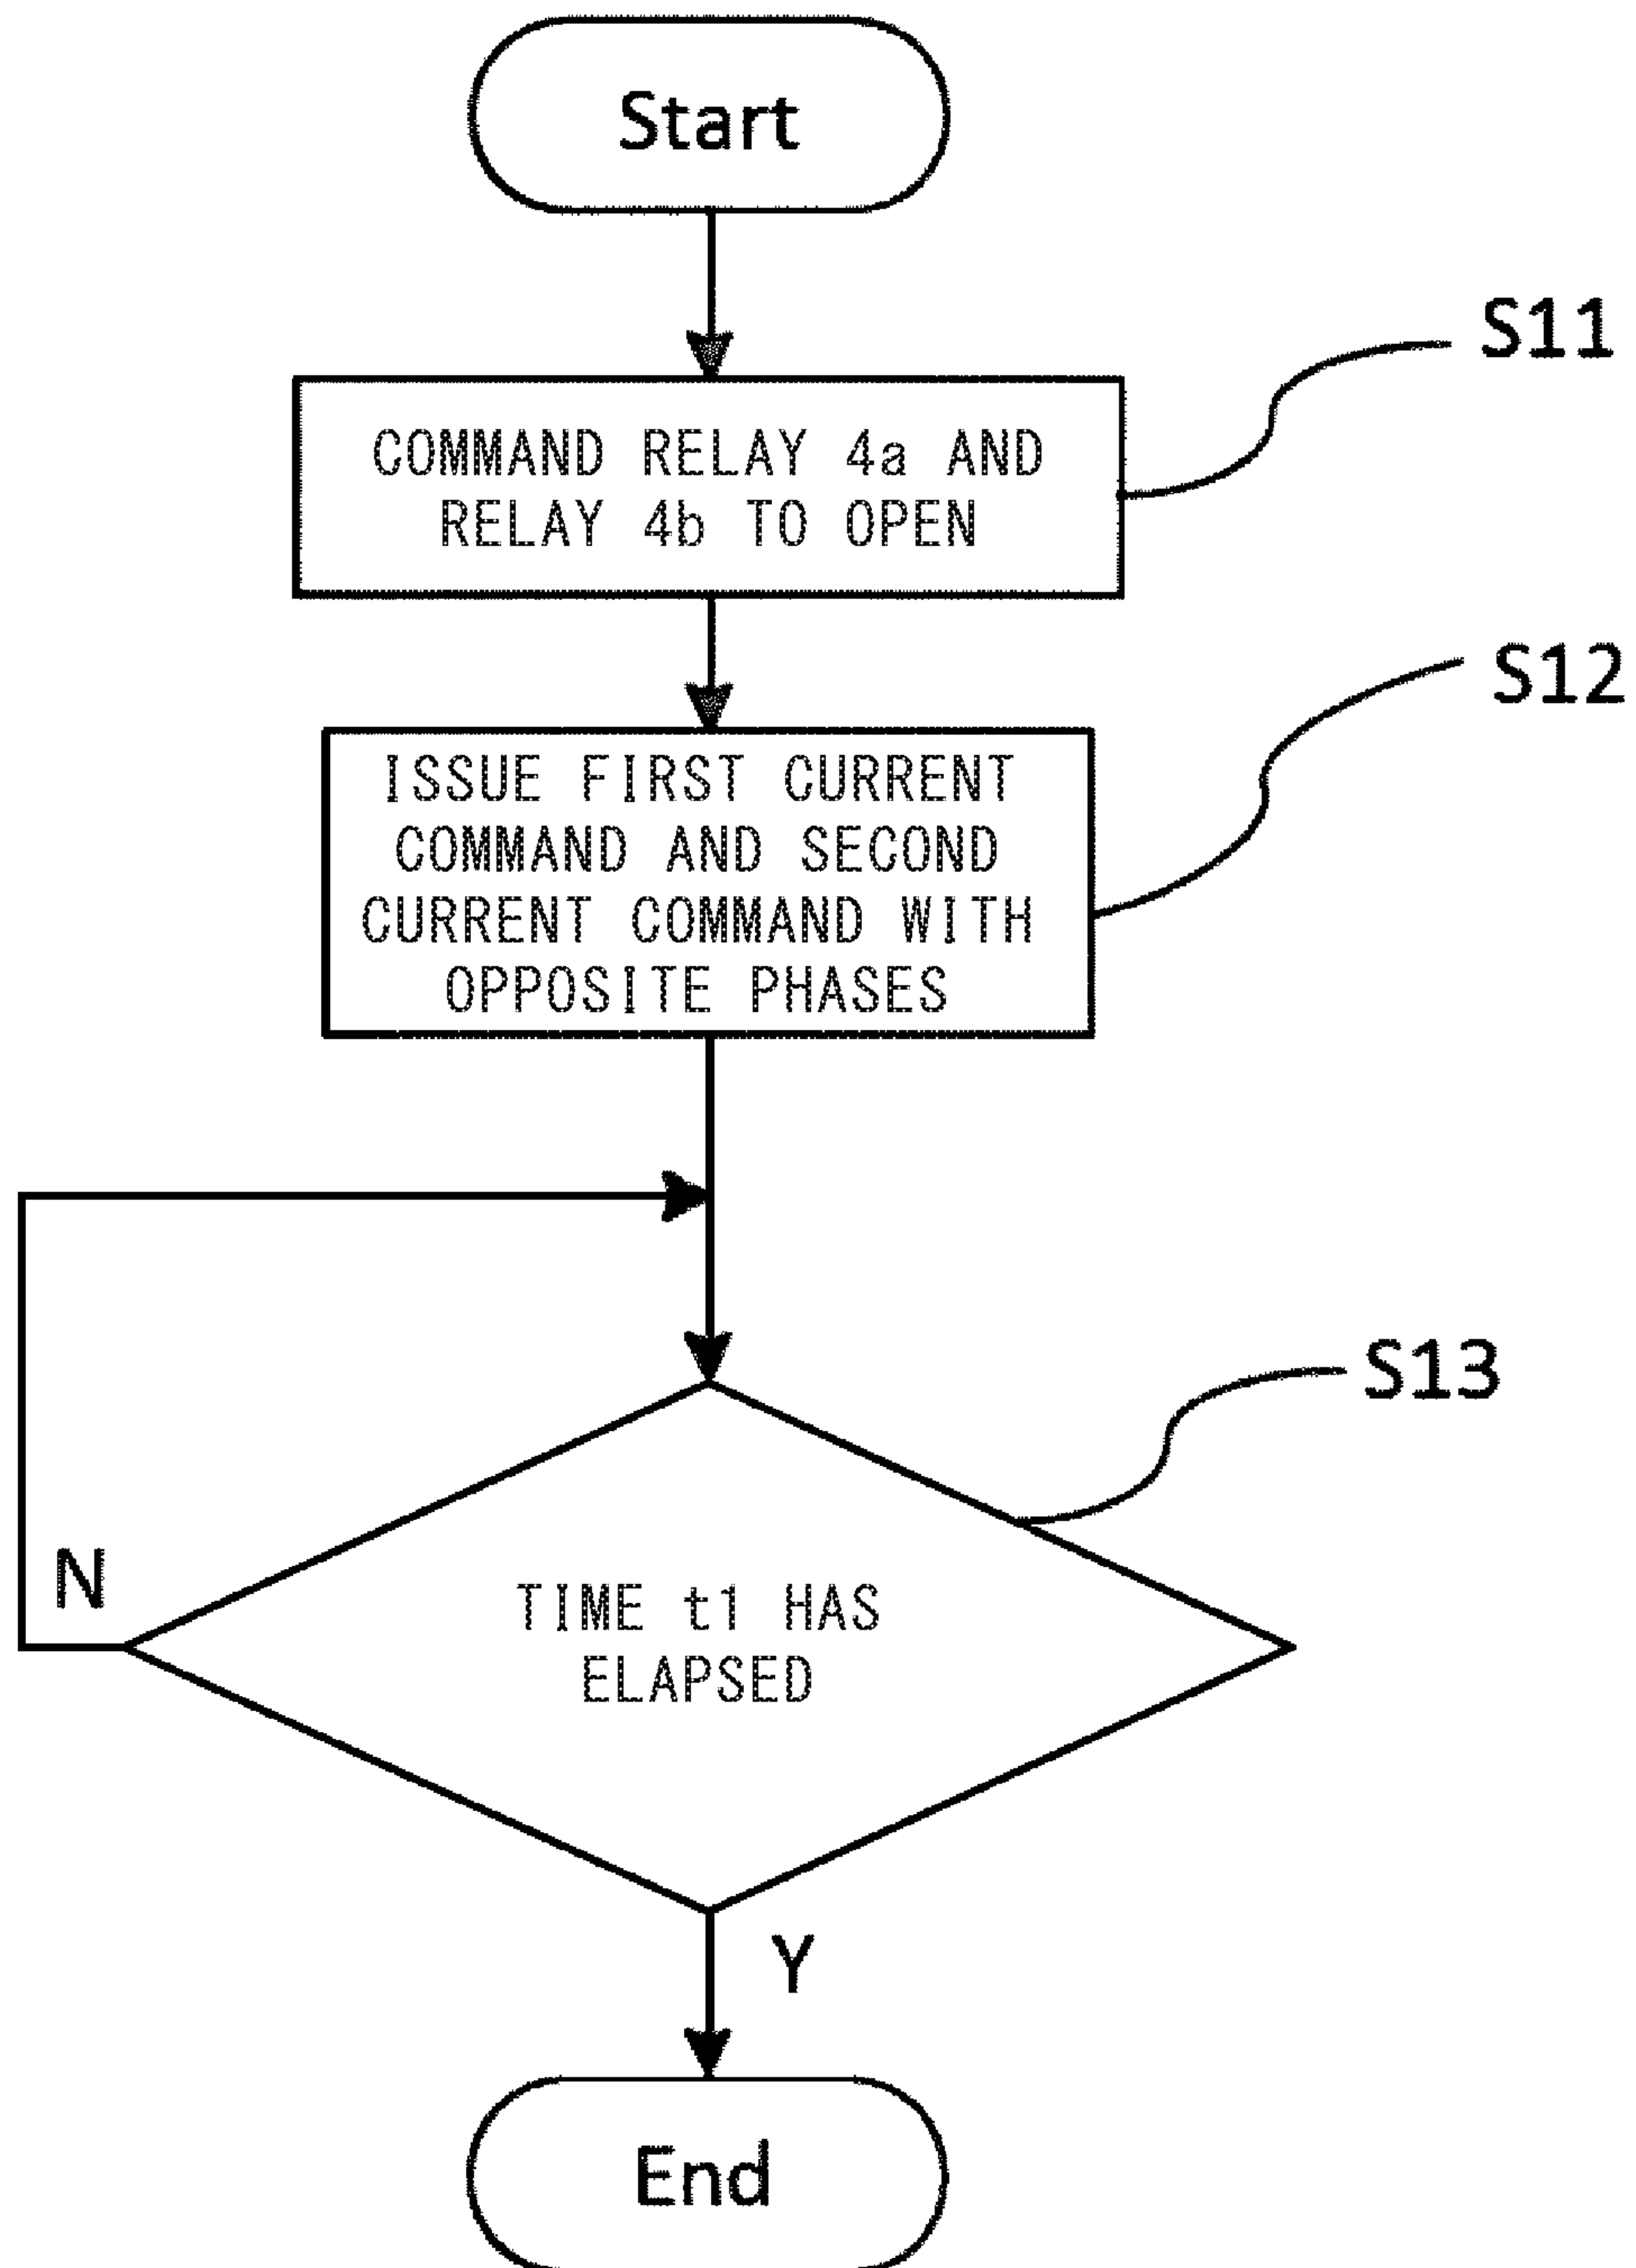 Start
S11
COMMAND RELAY 4a AND
RELAY 4b TO OPEN
S12
ISSUE FIRST CURRENT
COMMAND AND SECOND
CURRENT COMMAND WITH
OPPOSITE PHASES
S13
N
TIME t1 HAS
ELAPSED
Y
End